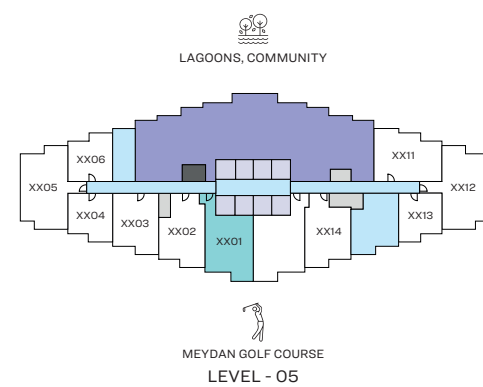 LAGOONS, COMMUNITY
XX06
XX11
XX05
XX12
XX04
XX03
XX02
XX01
XX14
XX13
MEYDAN GOLF COURSE
LEVEL - 05